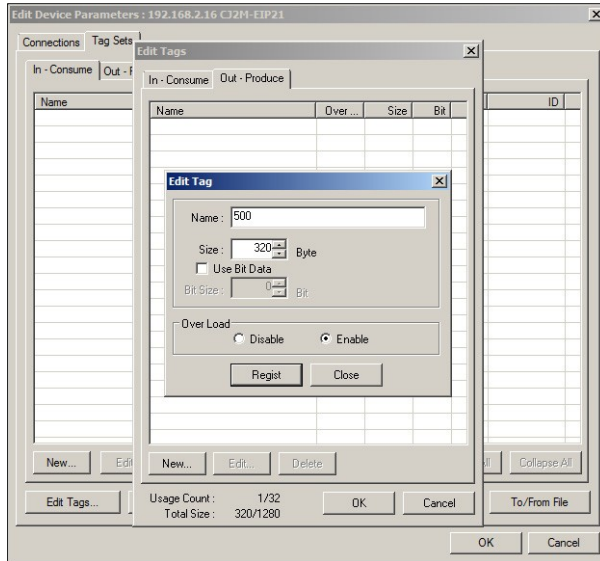 Edit Device Parameters : 192.168.2.16 CJ2M-EIP21
Connections Tag Sets
Edit Tags
In - Consume
In - Consume Out - Produce
Name ID
Name Over ... Size Bit
Edit Tag
Name : 500
Size : 320 Byte
Use Bit Data
Bit Size : 0 Bit
Over Load
Disable Enable
Regist Close
New... New... Edit... Delete Collapse All
Edit Tags... To/From File
Usage Count : 1/32
Total Size : 320/1280
OK Cancel
OK Cancel